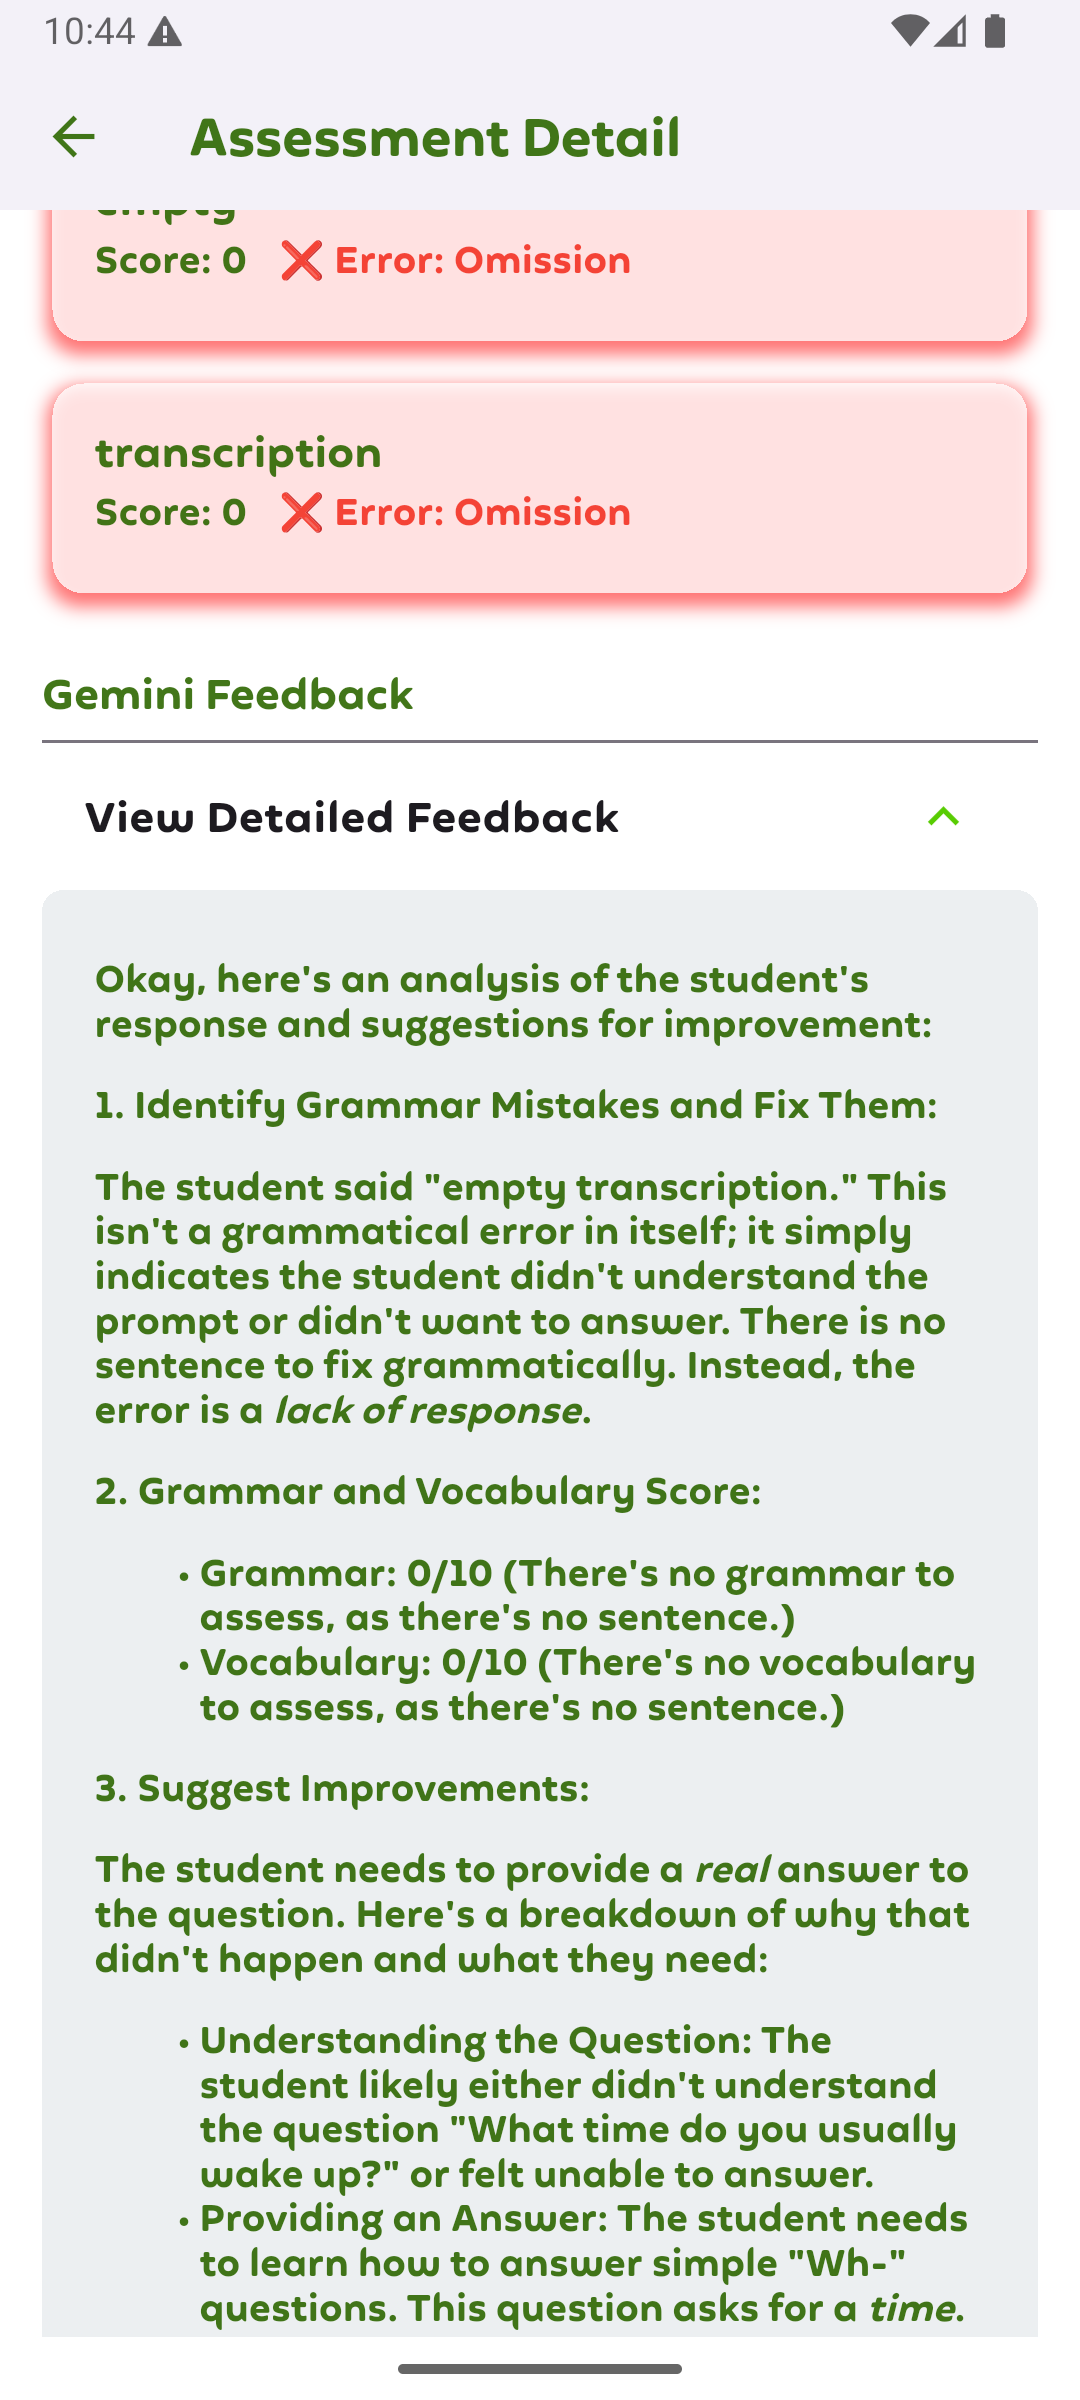 10:44
Assessment Detail
empty
Score: 0 ❌ Error: Omission
transcription
Score: 0 ❌ Error: Omission
Gemini Feedback
View Detailed Feedback
Okay, here's an analysis of the student's
response and suggestions for improvement:
1. Identify Grammar Mistakes and Fix Them:
The student said "empty transcription." This
isn't a grammatical error in itself; it simply
indicates the student didn't understand the
prompt or didn't want to answer. There is no
sentence to fix grammatically. Instead, the
error is a lack of response.
2. Grammar and Vocabulary Score:
• Grammar: 0/10 (There's no grammar to
assess, as there's no sentence.)
• Vocabulary: 0/10 (There's no vocabulary
to assess, as there's no sentence.)
3. Suggest Improvements:
The student needs to provide a real answer to
the question. Here's a breakdown of why that
didn't happen and what they need:
• Understanding the Question: The
student likely either didn't understand
the question "What time do you usually
wake up?" or felt unable to answer.
• Providing an Answer: The student needs
to learn how to answer simple "Wh-"
questions. This question asks for a time.